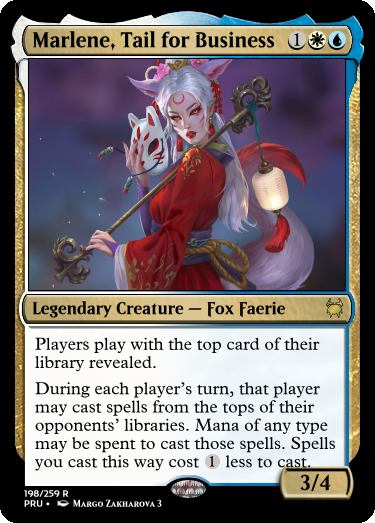 Marlene, Tail for Business 1
Legendary Creature — Fox Faerie
Players play with the top card of their
library revealed.
During each player's turn, that player
may cast spells from the tops of their
opponents' libraries. Mana of any type
may be spent to cast those spells. Spells
you cast this way cost 1 less to cast.
3/4
198/259 R
PRU • Margo Zakharova 3